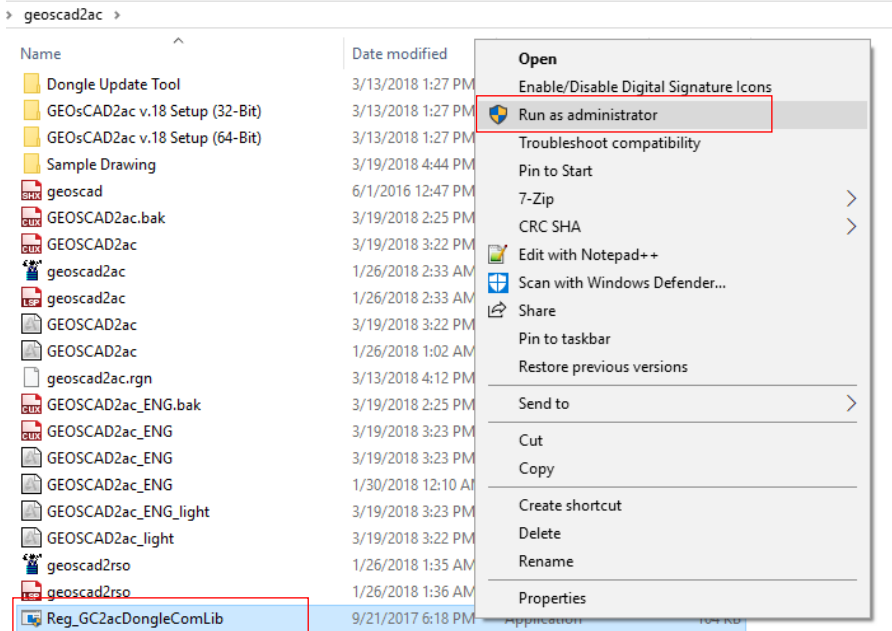 geoscad2ac
Name Date modified
Dongle Update Tool 3/13/2018 1:27 PM
GEOsCAD2ac v.18 Setup (32-Bit) 3/13/2018 1:27 PM
GEOsCAD2ac v.18 Setup (64-Bit) 3/13/2018 1:27 PM
Sample Drawing 3/19/2018 4:44 PM
geoscad 6/1/2016 12:47 PM
GEOSCAD2ac.bak 3/19/2018 2:25 PM
GEOSCAD2ac 3/19/2018 3:22 PM
geoscad2ac 1/26/2018 2:33 AM
geoscad2ac 1/26/2018 2:33 AM
GEOSCAD2ac 3/19/2018 3:22 PM
GEOSCAD2ac 1/26/2018 1:02 AM
geoscad2ac.rgn 3/13/2018 4:12 PM
GEOSCAD2ac_ENG.bak 3/19/2018 2:25 PM
GEOSCAD2ac_ENG 3/19/2018 3:23 PM
GEOSCAD2ac_ENG 3/19/2018 3:23 PM
GEOSCAD2ac_ENG 1/30/2018 12:10 AM
GEOSCAD2ac_ENG_light 3/19/2018 3:23 PM
GEOSCAD2ac_light 3/19/2018 3:22 PM
geoscad2rso 1/26/2018 1:35 AM
geoscad2rso 1/26/2018 1:36 AM
Reg_GC2acDongleComLib 9/21/2017 6:18 PM Application 104 KB
Open
Enable/Disable Digital Signature Icons
Run as administrator
Troubleshoot compatibility
Pin to Start
7-Zip
CRC SHA
Edit with Notepad++
Scan with Windows Defender...
Share
Pin to taskbar
Restore previous versions
Send to
Cut
Copy
Create shortcut
Delete
Rename
Properties